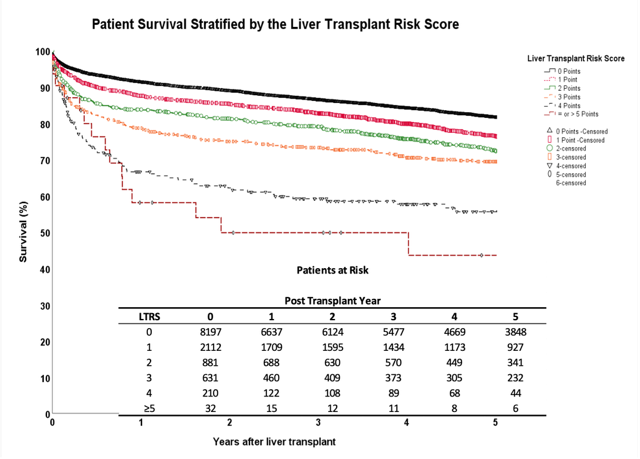 Patient Survival Stratified by the Liver Transplant Risk Score
Liver Transplant Risk Score
0 Points
1 Point
2 Points
3 Points
4 Points
= or > 5 Points
0 Points -Censored
1 Point -Censored
2-censored
3-censored
4-censored
5-censored
6-censored
Survival (%)
100
90
80
70
60
50
40
30
20
10
0
Patients at Risk
Post Transplant Year
LTRS 0 1 2 3 4 5
0 8197 6637 6124 5477 4669 3848
1 2112 1709 1595 1434 1173 927
2 881 688 630 570 449 341
3 631 460 409 373 305 232
4 210 122 108 89 68 44
≥5 32 15 12 11 8 6
0 1 2 3 4 5
Years after liver transplant